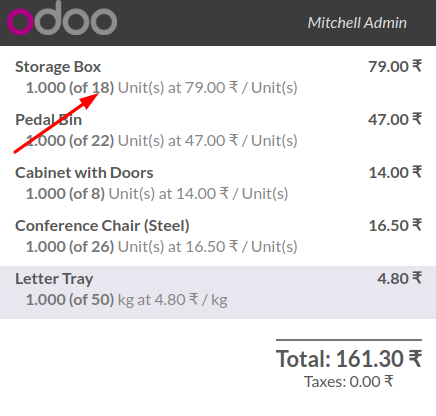 odoo
Mitchell Admin
Storage Box 79.00 ₹
1.000 (of 18) Unit(s) at 79.00 ₹ / Unit(s)
Pedal Bin 47.00 ₹
1.000 (of 22) Unit(s) at 47.00 ₹ / Unit(s)
Cabinet with Doors 14.00 ₹
1.000 (of 8) Unit(s) at 14.00 ₹ / Unit(s)
Conference Chair (Steel) 16.50 ₹
1.000 (of 26) Unit(s) at 16.50 ₹ / Unit(s)
Letter Tray 4.80 ₹
1.000 (of 50) kg at 4.80 ₹ / kg
Total: 161.30 ₹
Taxes: 0.00 ₹